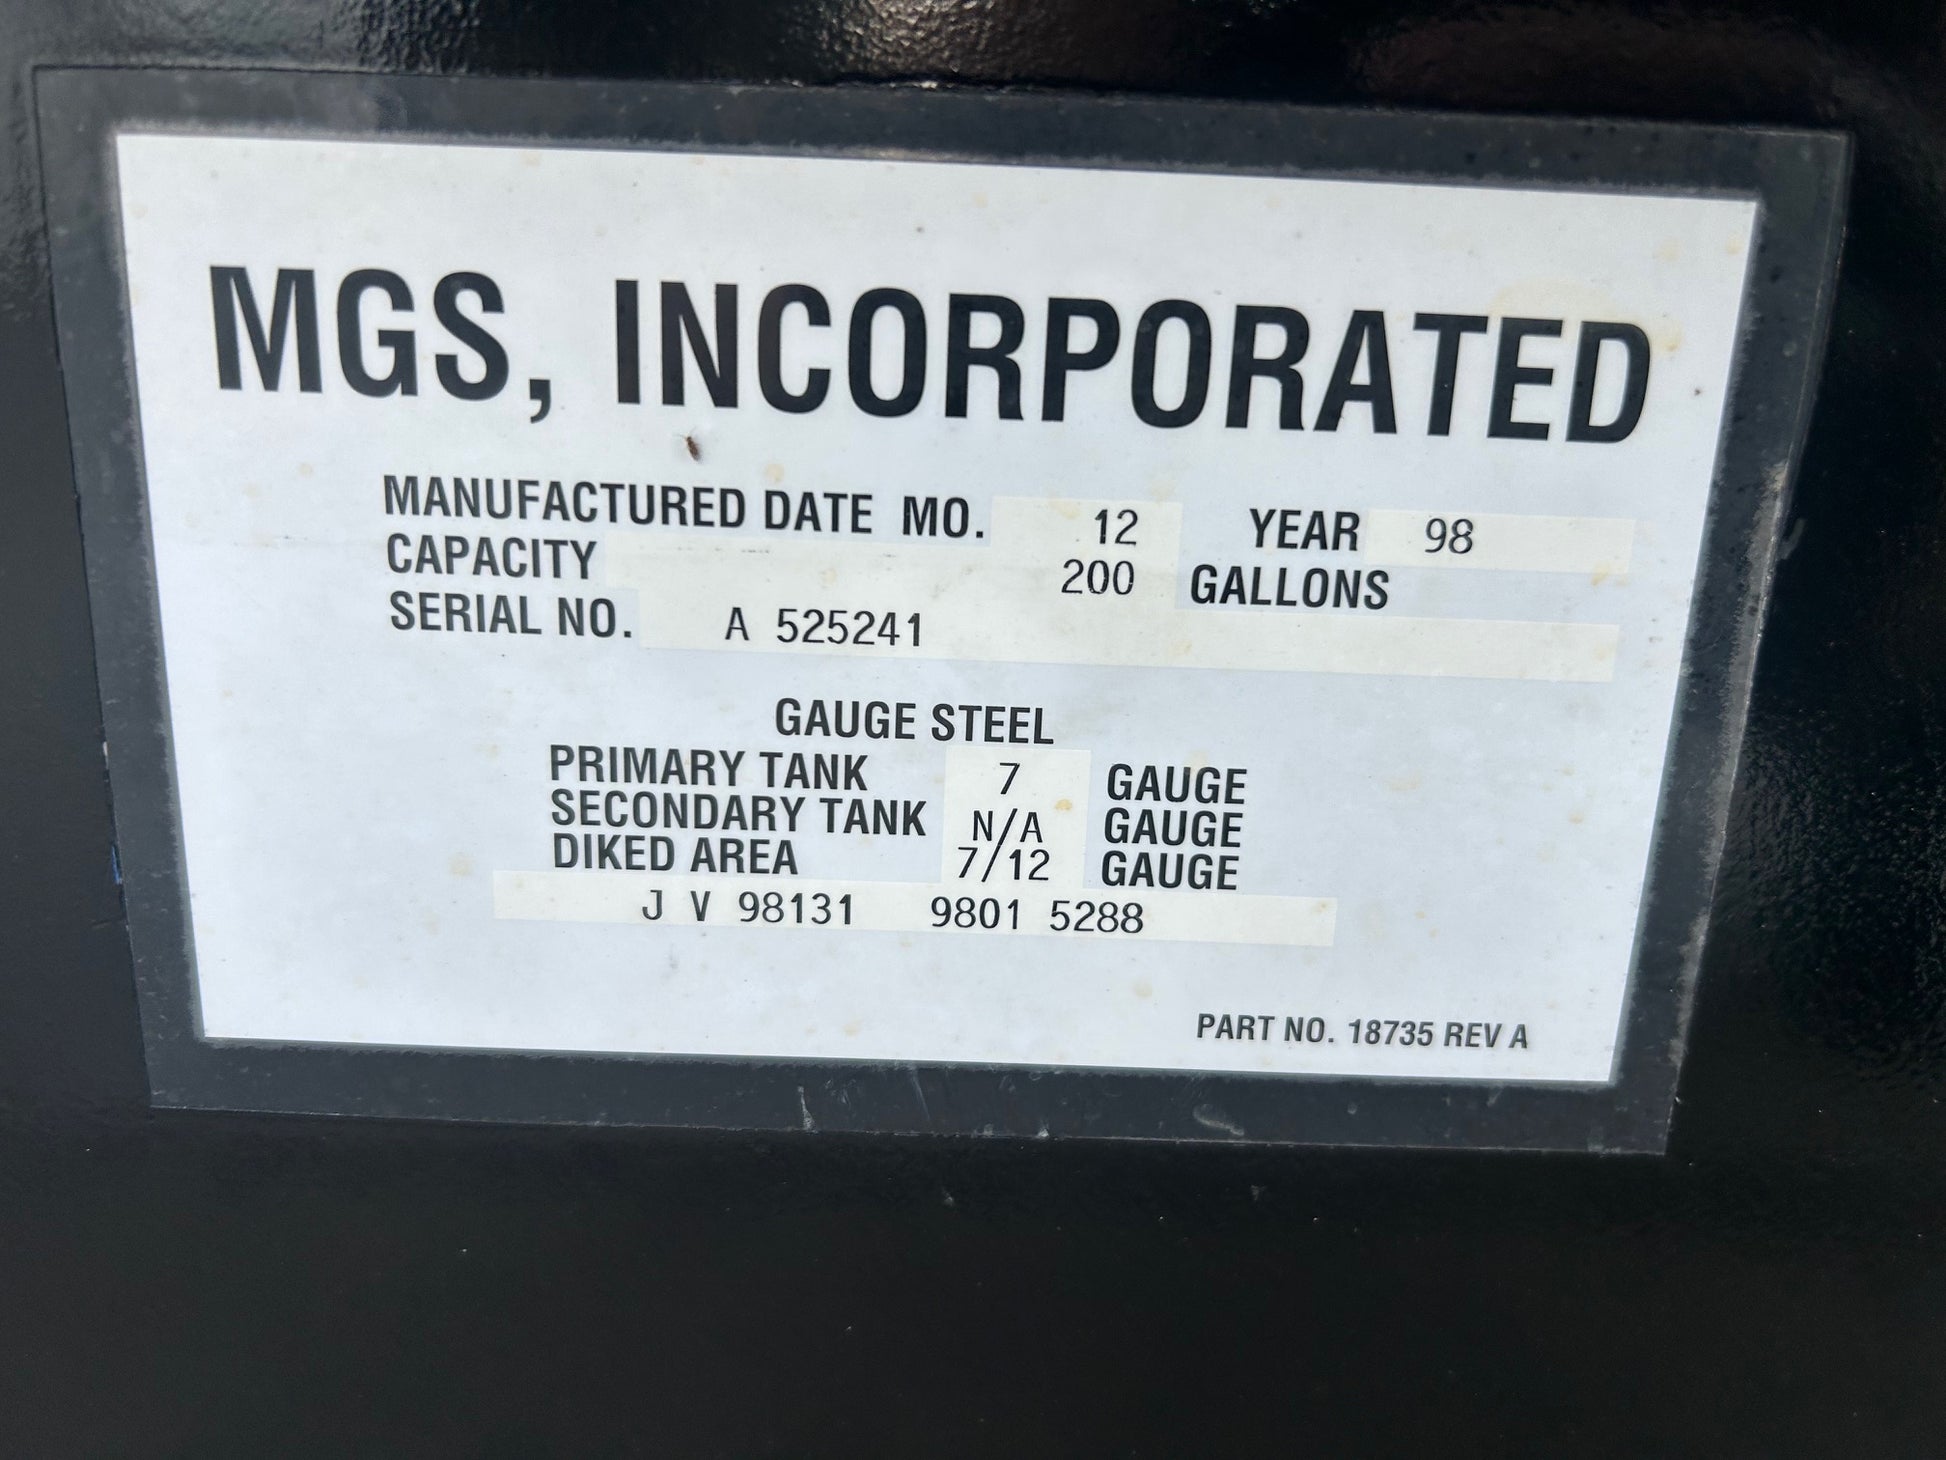 MGS, INCORPORATED
MANUFACTURED DATE MO. 12 YEAR 98
CAPACITY 200 GALLONS
SERIAL NO. A 525241
GAUGE STEEL
PRIMARY TANK 7 GAUGE
SECONDARY TANK N/A GAUGE
DIKED AREA 7/12 GAUGE
J V 98131 9801 5288
PART NO. 18735 REV A